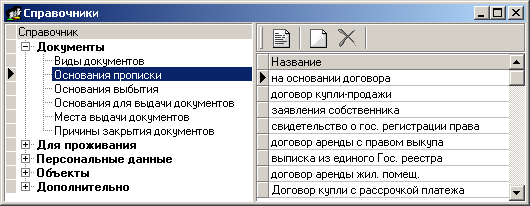 Справочники
Справочник
Документы
Виды документов
Основания прописки
Основания выбытия
Основания для выдачи документов
Места выдачи документов
Причины закрытия документов
Для проживания
Персональные данные
Объекты
Дополнительно
Название
на основании договора
договор купли-продажи
заявления собственника
свидетельство о гос. регистрации права
договор аренды с правом выкупа
выписка из единого Гос. реестра
договор аренды жил. помещ.
Договор купли с рассрочкой платежа